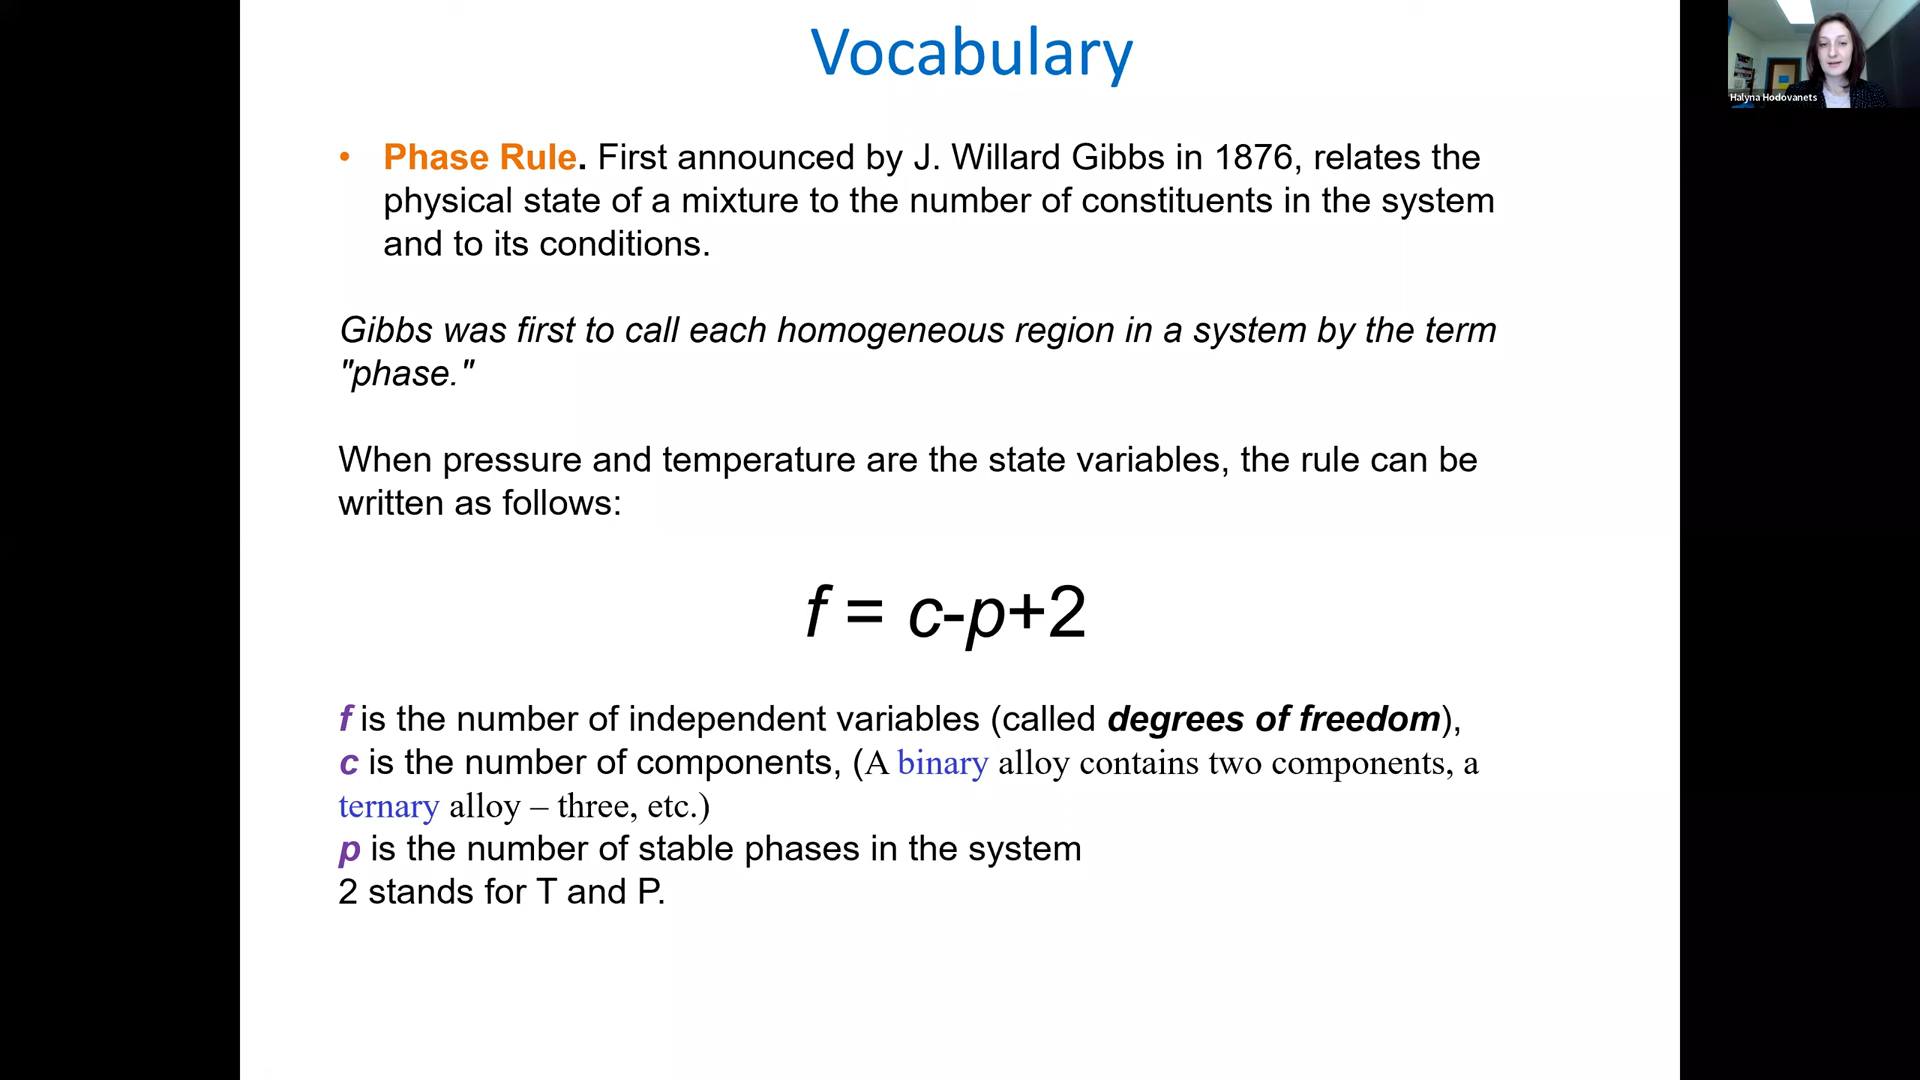 Vocabulary
Halyna Hodovanets
• Phase Rule. First announced by J. Willard Gibbs in 1876, relates the
physical state of a mixture to the number of constituents in the system
and to its conditions.
Gibbs was first to call each homogeneous region in a system by the term
"phase."
When pressure and temperature are the state variables, the rule can be
written as follows:
f = c-p+2
f is the number of independent variables (called degrees of freedom),
c is the number of components, (A binary alloy contains two components, a
ternary alloy – three, etc.)
p is the number of stable phases in the system
2 stands for T and P.